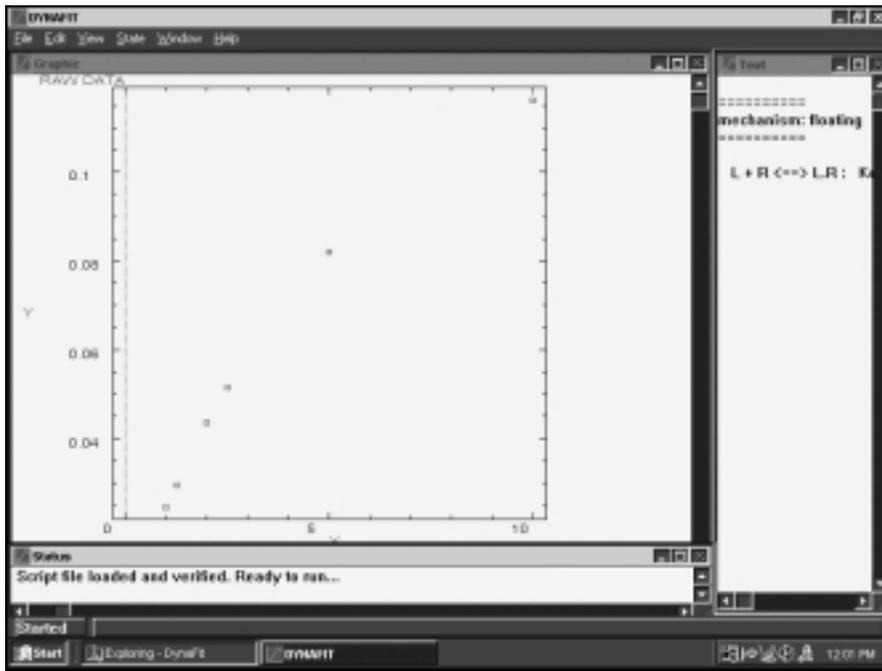 DYNAFIT
File Edit View State Window Help
Graphic
RAW DATA
0.1
0.08
0.06
0.04
Y
0 5 10
X
Text
==========
mechanism: floating
==========
L + R <==> L.R :
Status
Script file loaded and verified. Ready to run...
Started
Start Exploring - DynaFit DYNAFIT 12:01 PM